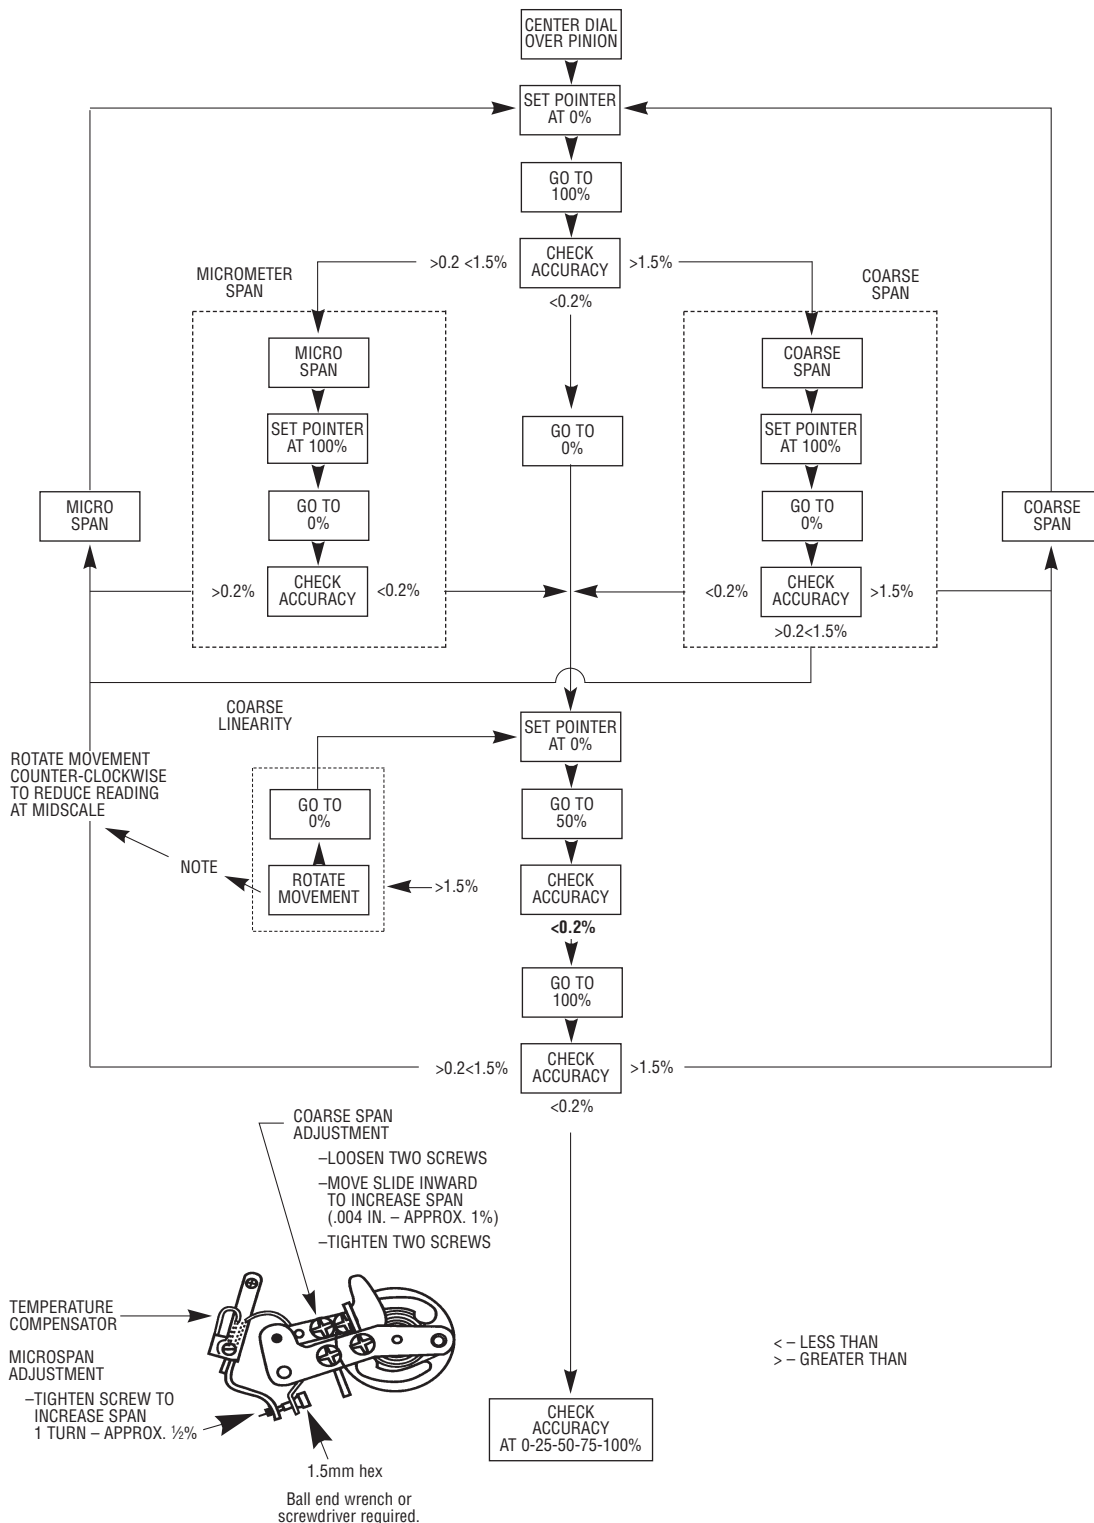 CENTER DIAL
OVER PINION
SET POINTER
AT 0%
GO TO
100%
CHECK
ACCURACY
>0.2 <1.5%
>1.5%
<0.2%
MICROMETER
SPAN
COARSE
SPAN
MICRO
SPAN
SET POINTER
AT 100%
GO TO
0%
CHECK
ACCURACY
>0.2%
<0.2%
GO TO
0%
COARSE
SPAN
SET POINTER
AT 100%
GO TO
0%
CHECK
ACCURACY
<0.2%
>1.5%
>0.2<1.5%
MICRO
SPAN
COARSE
SPAN
COARSE
LINEARITY
SET POINTER
AT 0%
GO TO
50%
CHECK
ACCURACY
<0.2%
GO TO
0%
ROTATE
MOVEMENT
>1.5%
NOTE
ROTATE MOVEMENT
COUNTER-CLOCKWISE
TO REDUCE READING
AT MIDSCALE
GO TO
100%
CHECK
ACCURACY
>0.2<1.5%
>1.5%
<0.2%
COARSE SPAN
ADJUSTMENT
–LOOSEN TWO SCREWS
–MOVE SLIDE INWARD
TO INCREASE SPAN
(.004 IN. – APPROX. 1%)
–TIGHTEN TWO SCREWS
TEMPERATURE
COMPENSATOR
MICROSPAN
ADJUSTMENT
–TIGHTEN SCREW TO
INCREASE SPAN
1 TURN – APPROX. ½%
1.5mm hex
Ball end wrench or
screwdriver required.
< – LESS THAN
> – GREATER THAN
CHECK
ACCURACY
AT 0-25-50-75-100%